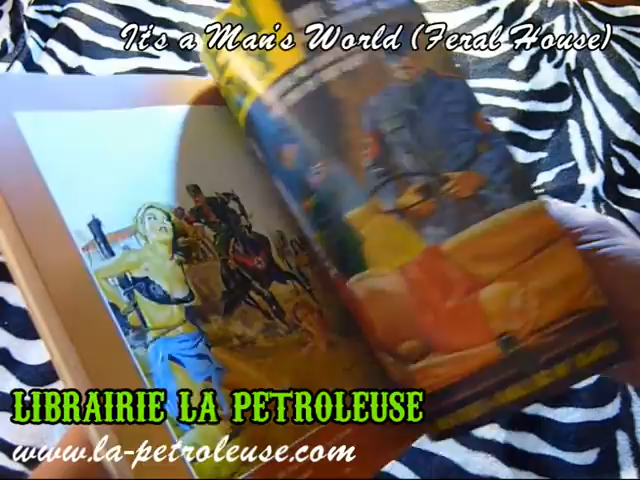 It's a Man's World (Feral House)
LIBRAIRIE LA PETROLEUSE
www.la-petroleuse.com